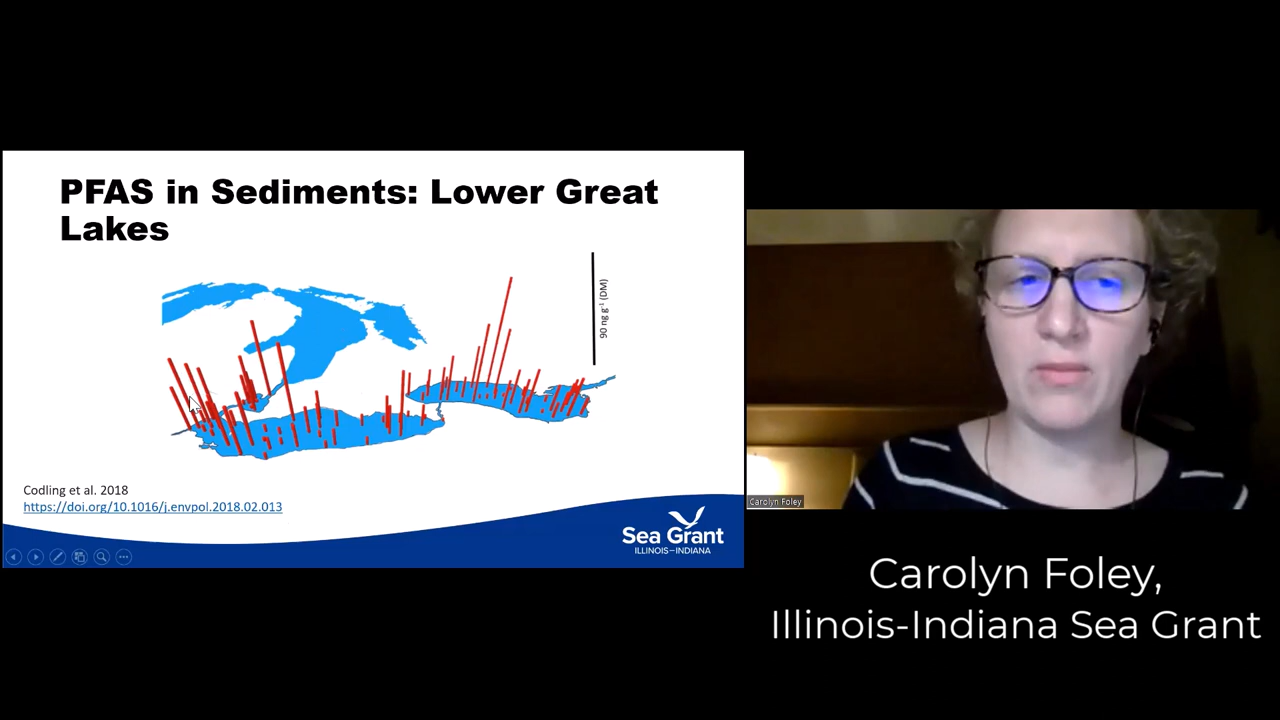 PFAS in Sediments: Lower Great
Lakes
90 ng g⁻¹ (DM)
Codling et al. 2018
https://doi.org/10.1016/j.envpol.2018.02.013
Sea Grant
ILLINOIS–INDIANA
Carolyn Foley
Carolyn Foley,
Illinois-Indiana Sea Grant